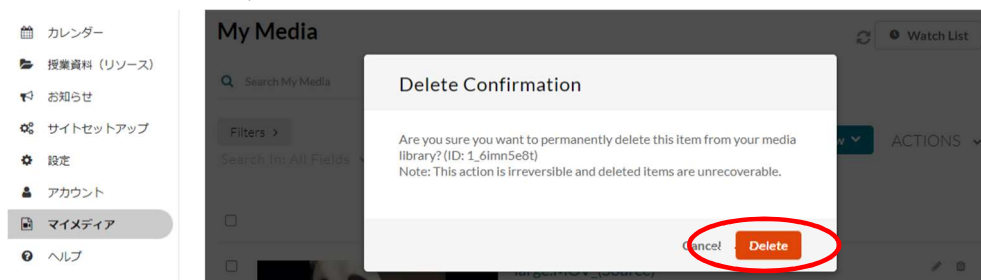 カレンダー
授業資料（リソース）
お知らせ
サイトセットアップ
設定
アカウント
マイメディア
ヘルプ
My Media
Watch List
Search My Media
Filters >
Search In: All Fields
ACTIONS
Delete Confirmation
Are you sure you want to permanently delete this item from your media
library? (ID: 1_6imn5e8t)
Note: This action is irreversible and deleted items are unrecoverable.
Cancel
Delete
large.MOV_(Source)